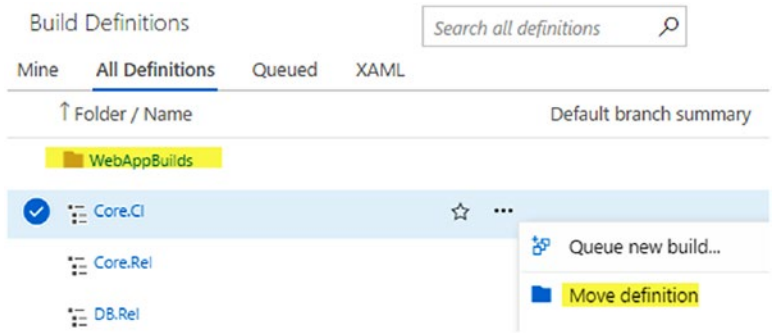 Build Definitions
Search all definitions
Mine All Definitions Queued XAML
↑Folder / Name Default branch summary
WebAppBuilds
Core.CI ...
Queue new build...
Core.Rel
Move definition
DB.Rel